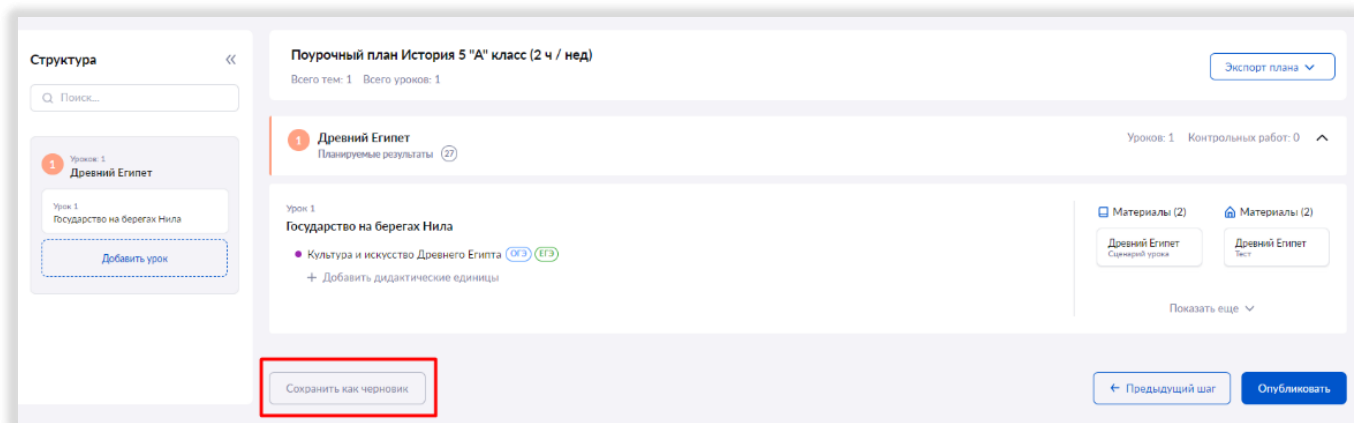 Структура
Поиск...
1
Уроков: 1
Древний Египет
Урок 1
Государство на берегах Нила
Добавить урок
Поурочный план История 5 "А" класс (2 ч / нед)
Всего тем: 1 Всего уроков: 1
Экспорт плана
1
Древний Египет
Планируемые результаты 27
Уроков: 1 Контрольных работ: 0
Урок 1
Государство на берегах Нила
Культура и искусство Древнего Египта ОГЭ ЕГЭ
+ Добавить дидактические единицы
Материалы (2) Материалы (2)
Древний Египет
Сценарий урока
Древний Египет
Тест
Показать еще
Сохранить как черновик
← Предыдущий шаг
Опубликовать